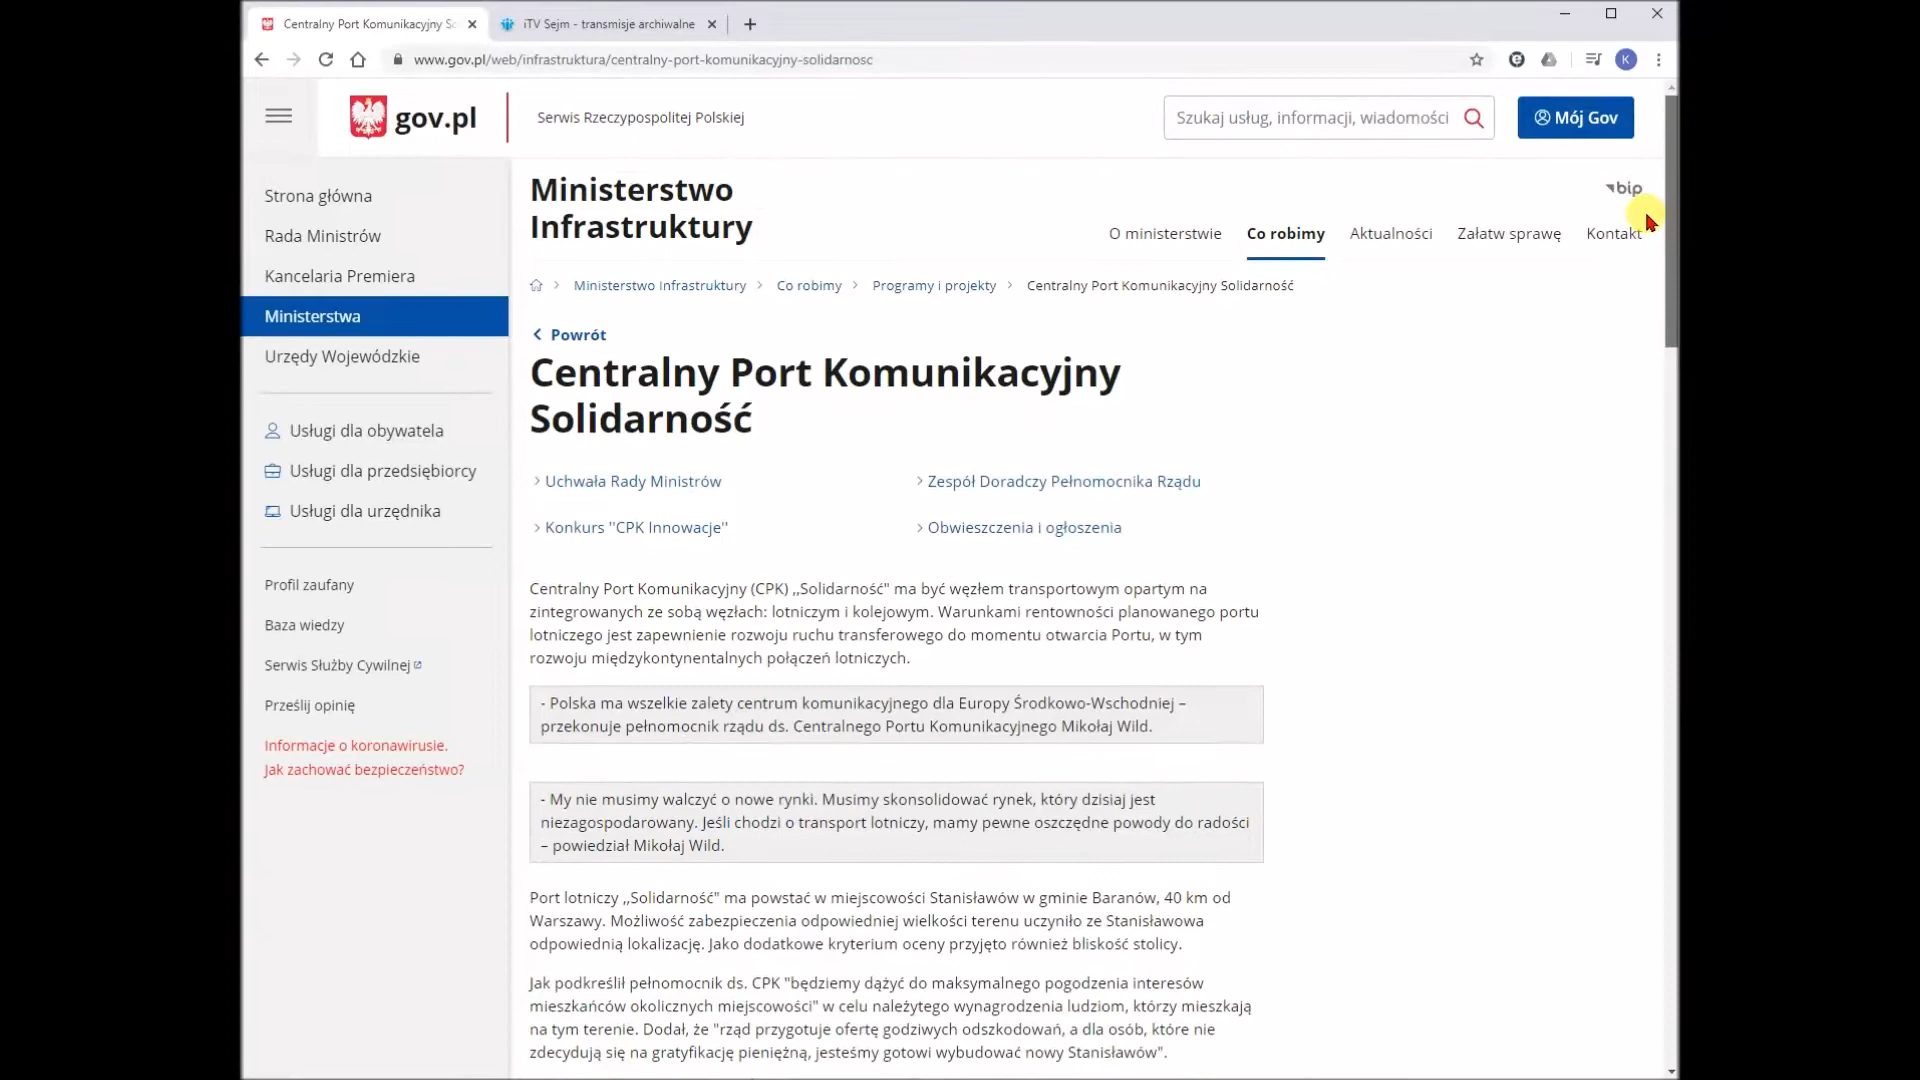 Centralny Port Komunikacyjny Sc
iTV Sejm - transmisje archiwalne
www.gov.pl/web/infrastruktura/centralny-port-komunikacyjny-solidarnosc
K
gov.pl
Serwis Rzeczypospolitej Polskiej
Szukaj usług, informacji, wiadomości
Mój Gov
Strona główna
Rada Ministrów
Kancelaria Premiera
Ministerstwa
Urzędy Wojewódzkie
Usługi dla obywatela
Usługi dla przedsiębiorcy
Usługi dla urzędnika
Profil zaufany
Baza wiedzy
Serwis Służby Cywilnej
Prześlij opinię
Informacje o koronawirusie.
Jak zachować bezpieczeństwo?
Ministerstwo
Infrastruktury
bip
O ministerstwie Co robimy Aktualności Załatw sprawę Kontakt
Ministerstwo Infrastruktury > Co robimy > Programy i projekty > Centralny Port Komunikacyjny Solidarność
Powrót
Centralny Port Komunikacyjny
Solidarność
Uchwała Rady Ministrów
Zespół Doradczy Pełnomocnika Rządu
Konkurs ''CPK Innowacje''
Obwieszczenia i ogłoszenia
Centralny Port Komunikacyjny (CPK) ,,Solidarność" ma być węzłem transportowym opartym na
zintegrowanych ze sobą węzłach: lotniczym i kolejowym. Warunkami rentowności planowanego portu
lotniczego jest zapewnienie rozwoju ruchu transferowego do momentu otwarcia Portu, w tym
rozwoju międzykontynentalnych połączeń lotniczych.
- Polska ma wszelkie zalety centrum komunikacyjnego dla Europy Środkowo-Wschodniej –
przekonuje pełnomocnik rządu ds. Centralnego Portu Komunikacyjnego Mikołaj Wild.
- My nie musimy walczyć o nowe rynki. Musimy skonsolidować rynek, który dzisiaj jest
niezagospodarowany. Jeśli chodzi o transport lotniczy, mamy pewne oszczędne powody do radości
– powiedział Mikołaj Wild.
Port lotniczy ,,Solidarność" ma powstać w miejscowości Stanisławów w gminie Baranów, 40 km od
Warszawy. Możliwość zabezpieczenia odpowiedniej wielkości terenu uczyniło ze Stanisławowa
odpowiednią lokalizację. Jako dodatkowe kryterium oceny przyjęto również bliskość stolicy.
Jak podkreślił pełnomocnik ds. CPK "będziemy dążyć do maksymalnego pogodzenia interesów
mieszkańców okolicznych miejscowości" w celu należytego wynagrodzenia ludziom, którzy mieszkają
na tym terenie. Dodał, że "rząd przygotuje ofertę godziwych odszkodowań, a dla osób, które nie
zdecydują się na gratyfikację pieniężną, jesteśmy gotowi wybudować nowy Stanisławów".